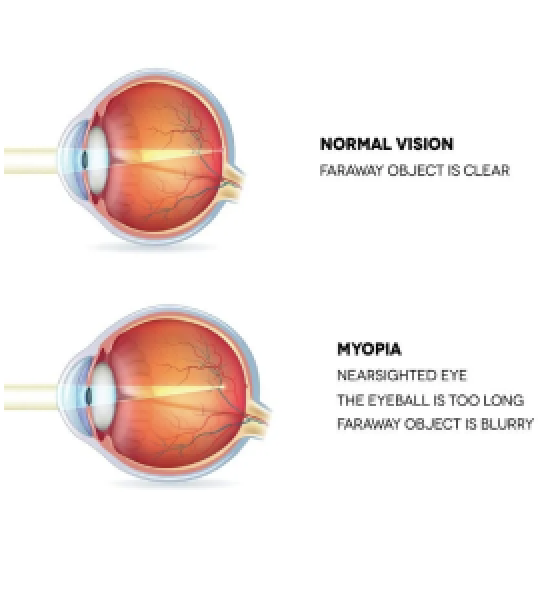 NORMAL VISION
FARAWAY OBJECT IS CLEAR
MYOPIA
NEARSIGHTED EYE
THE EYEBALL IS TOO LONG
FARAWAY OBJECT IS BLURRY